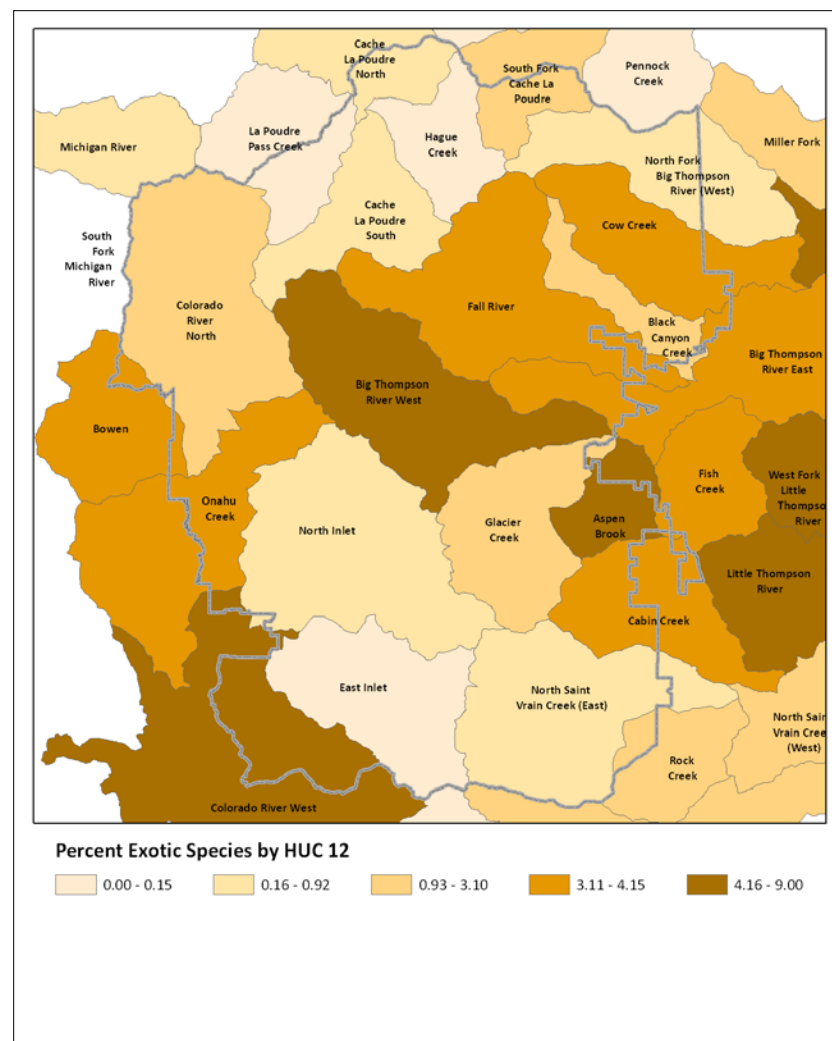 Cache
La Poudre
North
South Fork
Cache La
Poudre
Pennock
Creek
Michigan River
La Poudre
Pass Creek
Hague
Creek
Miller Fork
North Fork
Big Thompson
River (West)
Cache
La Poudre
South
South
Fork
Michigan
River
Cow Creek
Colorado
River
North
Fall River
Black
Canyon
Creek
Big Thompson
River East
Big Thompson
River West
Bowen
Onahu
Creek
North Inlet
Glacier
Creek
Aspen
Brook
Fish
Creek
West Fork
Little
Thompso
River
Little Thompson
River
Cabin Creek
East Inlet
North Saint
Vrain Creek (East)
North Sain
Vrain Cree
(West)
Rock
Creek
Colorado River West
Percent Exotic Species by HUC 12
0.00 - 0.15
0.16 - 0.92
0.93 - 3.10
3.11 - 4.15
4.16 - 9.00